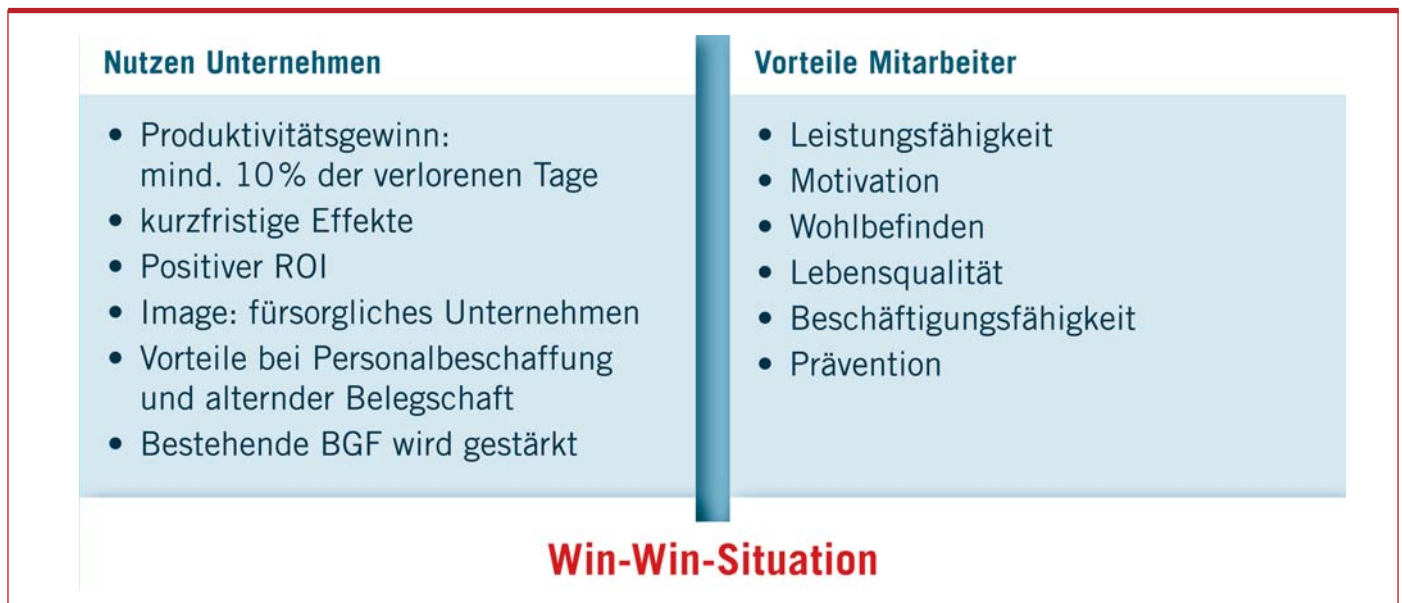 Nutzen Unternehmen
• Produktivitätsgewinn:
mind. 10% der verlorenen Tage
• kurzfristige Effekte
• Positiver ROI
• Image: fürsorgliches Unternehmen
• Vorteile bei Personalbeschaffung
und alternder Belegschaft
• Bestehende BGF wird gestärkt
Vorteile Mitarbeiter
• Leistungsfähigkeit
• Motivation
• Wohlbefinden
• Lebensqualität
• Beschäftigungsfähigkeit
• Prävention
Win-Win-Situation